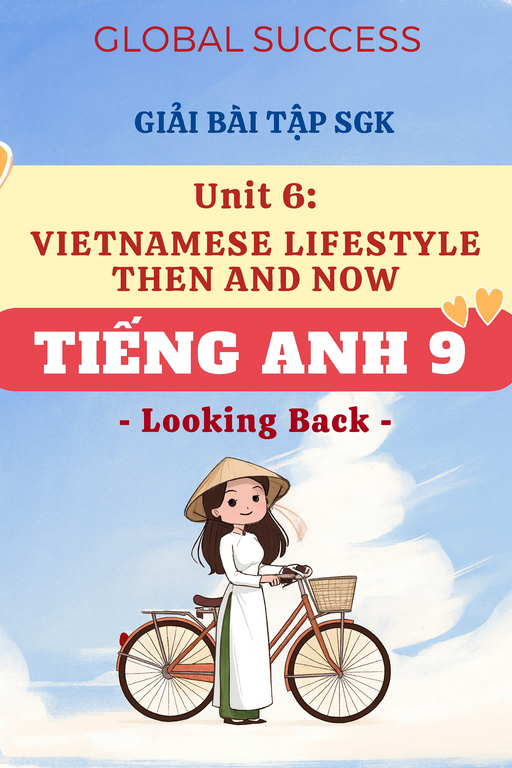 GLOBAL SUCCESS
GIẢI BÀI TẬP SGK
Unit 6:
VIETNAMESE LIFESTYLE
THEN AND NOW
TIẾNG ANH 9
- Looking Back -